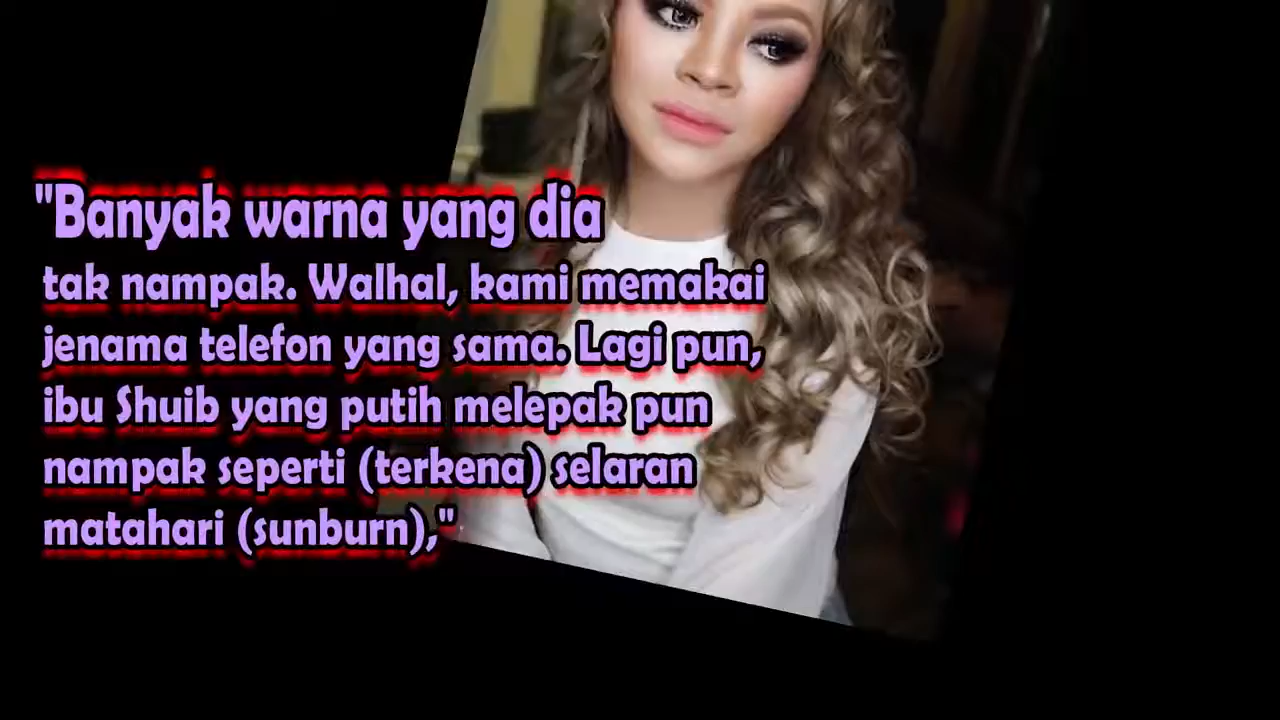 "Banyak warna yang dia
tak nampak. Walhal, kami memakai
jenama telefon yang sama. Lagi pun,
ibu Shuib yang putih melepak pun
nampak seperti (terkena) selaran
matahari (sunburn),"